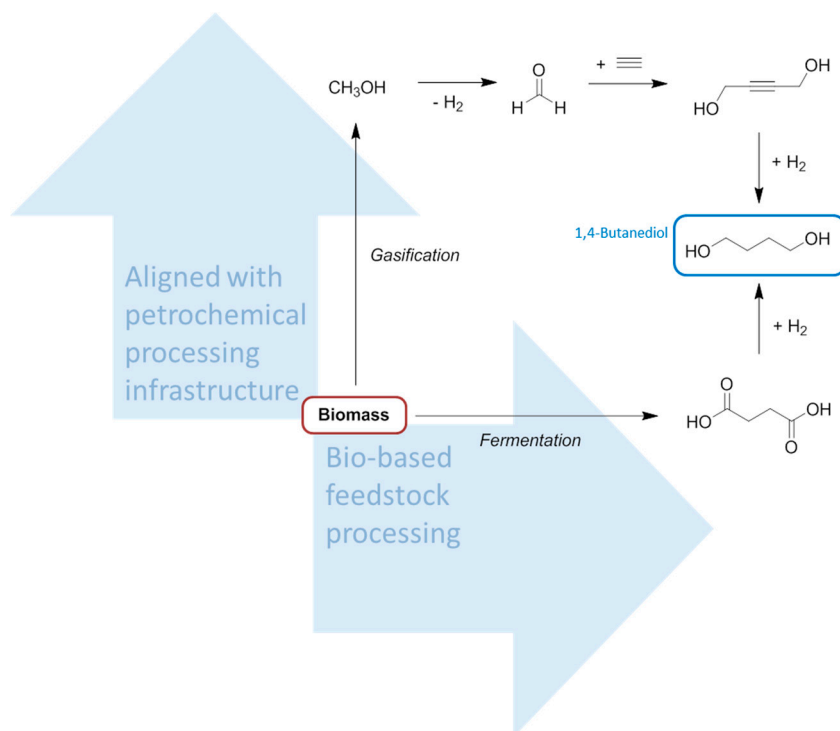 CH₃OH
- H₂
O
H H
+
OH
HO
+ H₂
1,4-Butanediol
HO
OH
Gasification
Aligned with
petrochemical
processing
infrastructure
+ H₂
Biomass
Fermentation
O
HO
OH
O
Bio-based
feedstock
processing